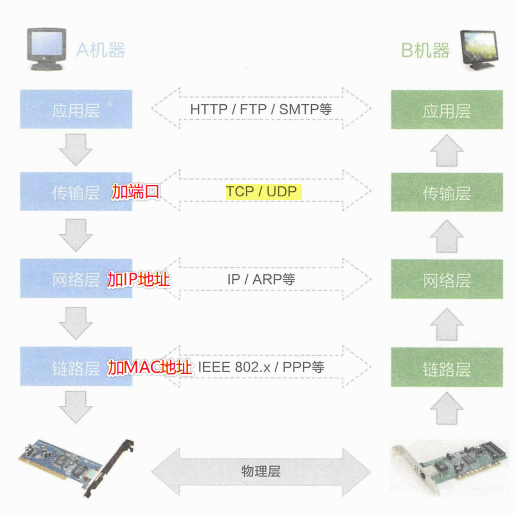 A机器
B机器
应用层
HTTP / FTP / SMTP等
应用层
传输层
加端口
TCP / UDP
传输层
网络层
加IP地址
IP / ARP等
网络层
链路层
加MAC地址
IEEE 802.x / PPP等
链路层
物理层